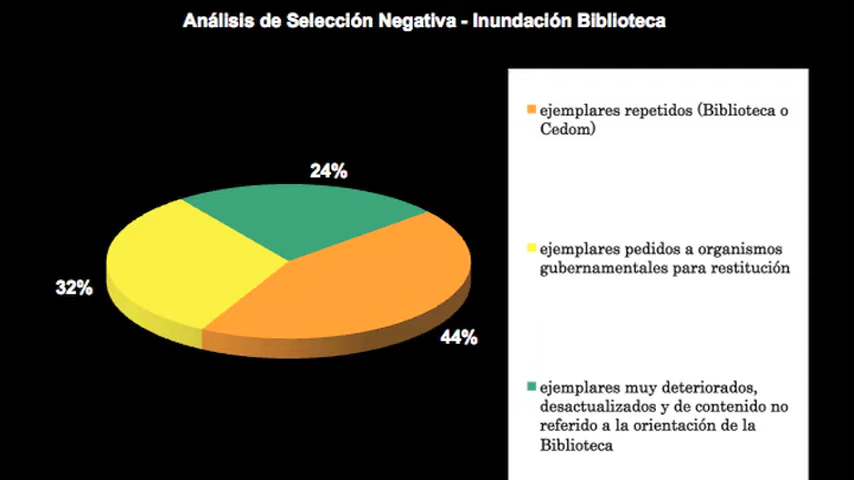 Análisis de Selección Negativa - Inundación Biblioteca
24%
32%
44%
ejemplares repetidos (Biblioteca o
Cedom)
ejemplares pedidos a organismos
gubernamentales para restitución
ejemplares muy deteriorados,
desactualizados y de contenido no
referido a la orientación de la
Biblioteca